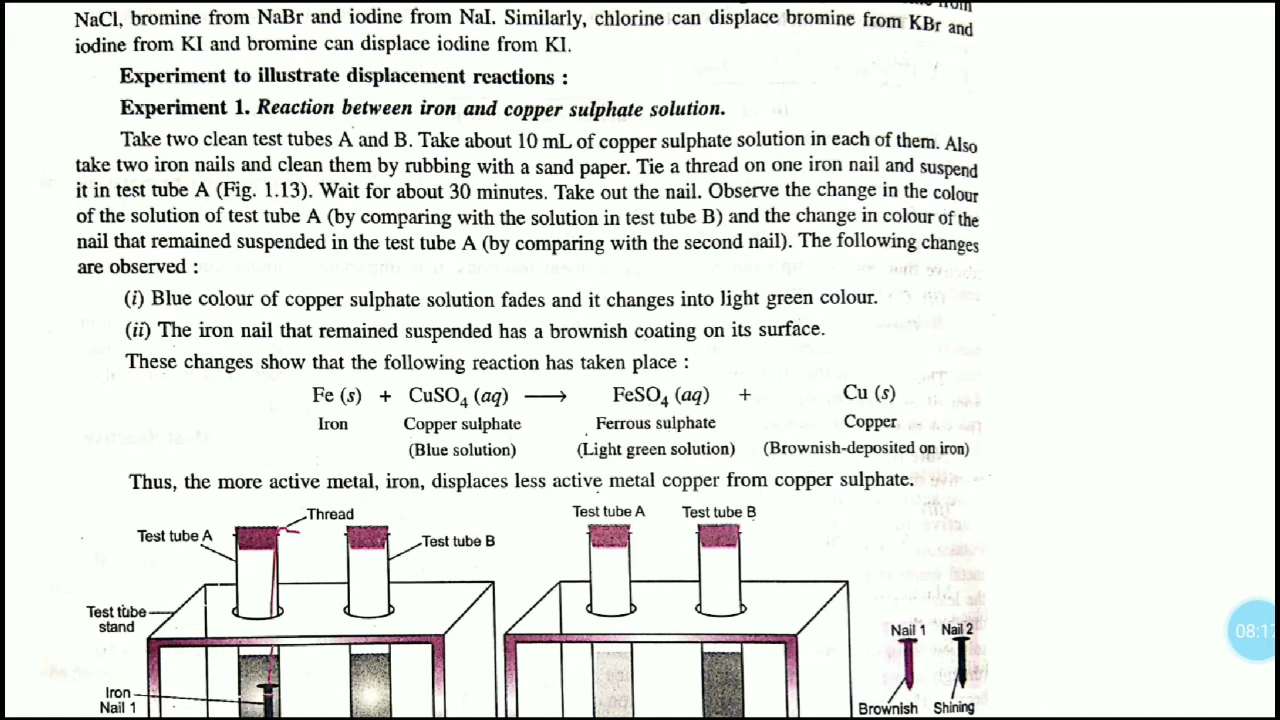 NaCl, bromine from NaBr and iodine from NaI. Similarly, chlorine can displace bromine from KBr and
iodine from KI and bromine can displace iodine from KI.
Experiment to illustrate displacement reactions :
Experiment 1. Reaction between iron and copper sulphate solution.
Take two clean test tubes A and B. Take about 10 mL of copper sulphate solution in each of them. Also
take two iron nails and clean them by rubbing with a sand paper. Tie a thread on one iron nail and suspend
it in test tube A (Fig. 1.13). Wait for about 30 minutes. Take out the nail. Observe the change in the colour
of the solution of test tube A (by comparing with the solution in test tube B) and the change in colour of the
nail that remained suspended in the test tube A (by comparing with the second nail). The following changes
are observed :
(i) Blue colour of copper sulphate solution fades and it changes into light green colour.
(ii) The iron nail that remained suspended has a brownish coating on its surface.
These changes show that the following reaction has taken place :
Fe (s) + CuSO₄ (aq) ⟶ FeSO₄ (aq) + Cu (s)
Iron Copper sulphate Ferrous sulphate Copper
(Blue solution) (Light green solution) (Brownish-deposited on iron)
Thus, the more active metal, iron, displaces less active metal copper from copper sulphate.
Thread
Test tube A
Test tube B
Test tube A Test tube B
Test tube
stand
Iron
Nail 1
Nail 1 Nail 2
Brownish Shining
08:17